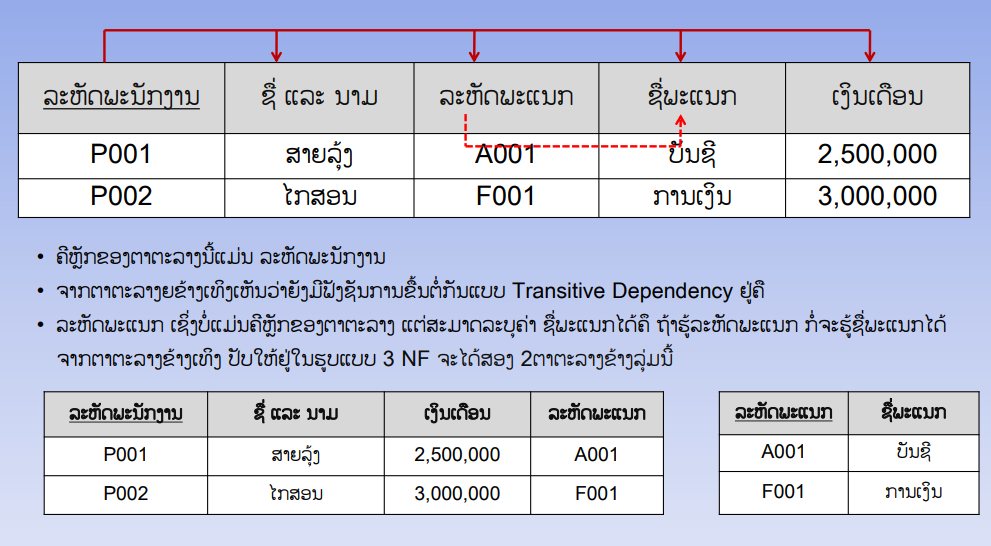 ລະຫັດພະນັກງານ ຊື່ ແລະ ນາມ ລະຫັດພະແນກ ຊື່ພະແນກ ເງິນເດືອນ
P001 ສາຍລຸ້ງ A001 ບັນຊີ 2,500,000
P002 ໄກສອນ F001 ການເງິນ 3,000,000
• ຄີຫຼັກຂອງຕາຕະລາງນີ້ແມ່ນ ລະຫັດພະນັກງານ
• ຈາກຕາຕະລາງຍຂ້າງເທິງເຫັນວ່າຍັງມີຟັງຊັນການຂຶ້ນຕໍ່ກັນແບບ Transitive Dependency ຢູ່ຄື
• ລະຫັດພະແນກ ເຊິ່ງບໍ່ແມ່ນຄີຫຼັກຂອງຕາຕະລາງ ແຕ່ສະມາດລະບຸຄ່າ ຊື່ພະແນກໄດ້ຄື ຖ້າຮູ້ລະຫັດພະແນກ ກໍ່ຈະຮູ້ຊື່ພະແນກໄດ້
ຈາກຕາຕະລາງຂ້າງເທິງ ປັບໃຫ້ຢູ່ໃນຮູບແບບ 3 NF ຈະໄດ້ສອງ 2ຕາຕະລາງຂ້າງລຸ່ມນີ້
ລະຫັດພະນັກງານ ຊື່ ແລະ ນາມ ເງິນເດືອນ ລະຫັດພະແນກ
P001 ສາຍລຸ້ງ 2,500,000 A001
P002 ໄກສອນ 3,000,000 F001
ລະຫັດພະແນກ ຊື່ພະແນກ
A001 ບັນຊີ
F001 ການເງິນ